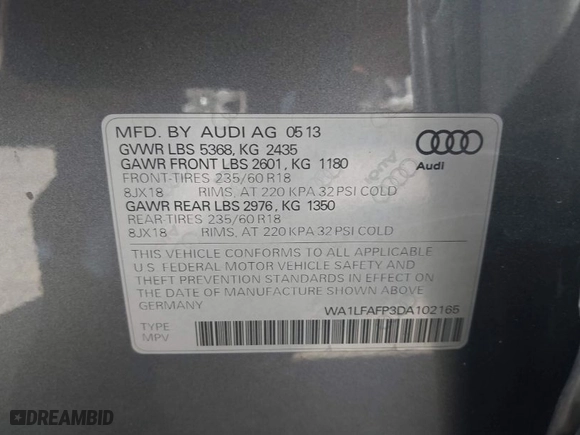 MFD. BY AUDI AG 05 13
GVWR LBS 5368, KG 2435
GAWR FRONT LBS 2601, KG 1180
FRONT-TIRES 235/60 R18
8JX18 RIMS, AT 220 KPA 32 PSI COLD
GAWR REAR LBS 2976, KG 1350
REAR-TIRES 235/60 R18
8JX18 RIMS, AT 220 KPA 32 PSI COLD
Audi
THIS VEHICLE CONFORMS TO ALL APPLICABLE
U.S. FEDERAL MOTOR VEHICLE SAFETY AND
THEFT PREVENTION STANDARDS IN EFFECT ON
THE DATE OF MANUFACTURE SHOWN ABOVE
GERMANY
WA1LFAFP3DA102165
TYPE
MPV
DREAMBID